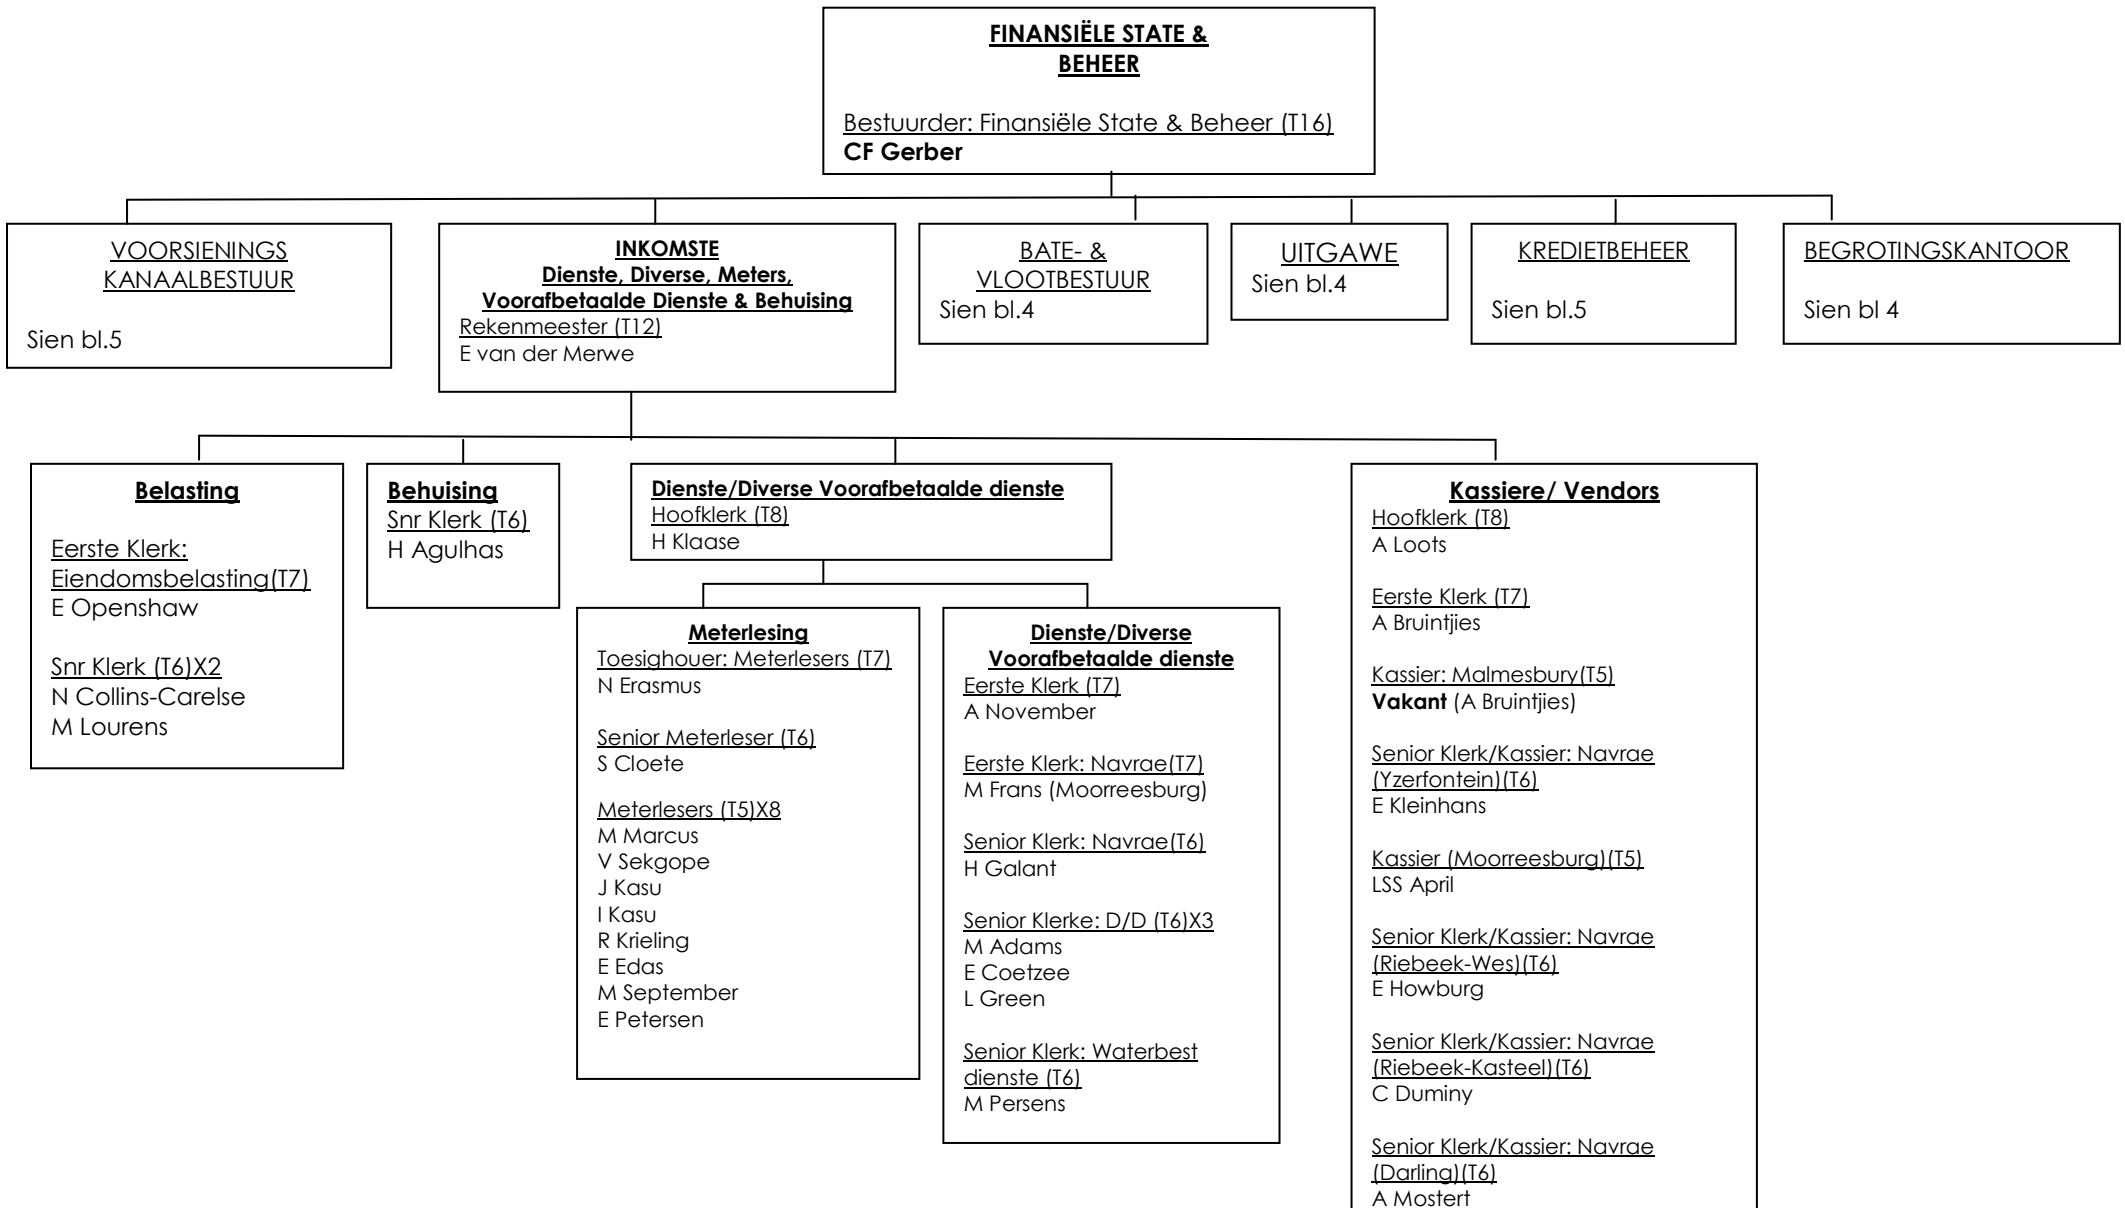 FINANSIËLE STATE &
BEHEER
Bestuurder: Finansiële State & Beheer (T16)
CF Gerber
VOORSIENINGS
KANAALBESTUUR
Sien bl.5
INKOMSTE
Dienste, Diverse, Meters,
Voorafbetaalde Dienste & Behuising
Rekenmeester (T12)
E van der Merwe
BATE- &
VLOOTBESTUUR
Sien bl.4
UITGAWE
Sien bl.4
KREDIETBEHEER
Sien bl.5
BEGROTINGSKANTOOR
Sien bl 4
Belasting
Eerste Klerk:
Eiendomsbelasting(T7)
E Openshaw
Snr Klerk (T6)X2
N Collins-Carelse
M Lourens
Behuising
Snr Klerk (T6)
H Agulhas
Dienste/Diverse Voorafbetaalde dienste
Hoofklerk (T8)
H Klaase
Meterlesing
Toesighouer: Meterlesers (T7)
N Erasmus
Senior Meterleser (T6)
S Cloete
Meterlesers (T5)X8
M Marcus
V Sekgope
J Kasu
I Kasu
R Krieling
E Edas
M September
E Petersen
Dienste/Diverse
Voorafbetaalde dienste
Eerste Klerk (T7)
A November
Eerste Klerk: Navrae(T7)
M Frans (Moorreesburg)
Senior Klerk: Navrae(T6)
H Galant
Senior Klerke: D/D (T6)X3
M Adams
E Coetzee
L Green
Senior Klerk: Waterbest
dienste (T6)
M Persens
Kassiere/ Vendors
Hoofklerk (T8)
A Loots
Eerste Klerk (T7)
A Bruintjies
Kassier: Malmesbury(T5)
Vakant (A Bruintjies)
Senior Klerk/Kassier: Navrae
(Yzerfontein)(T6)
E Kleinhans
Kassier (Moorreesburg)(T5)
LSS April
Senior Klerk/Kassier: Navrae
(Riebeek-Wes)(T6)
E Howburg
Senior Klerk/Kassier: Navrae
(Riebeek-Kasteel)(T6)
C Duminy
Senior Klerk/Kassier: Navrae
(Darling)(T6)
A Mostert